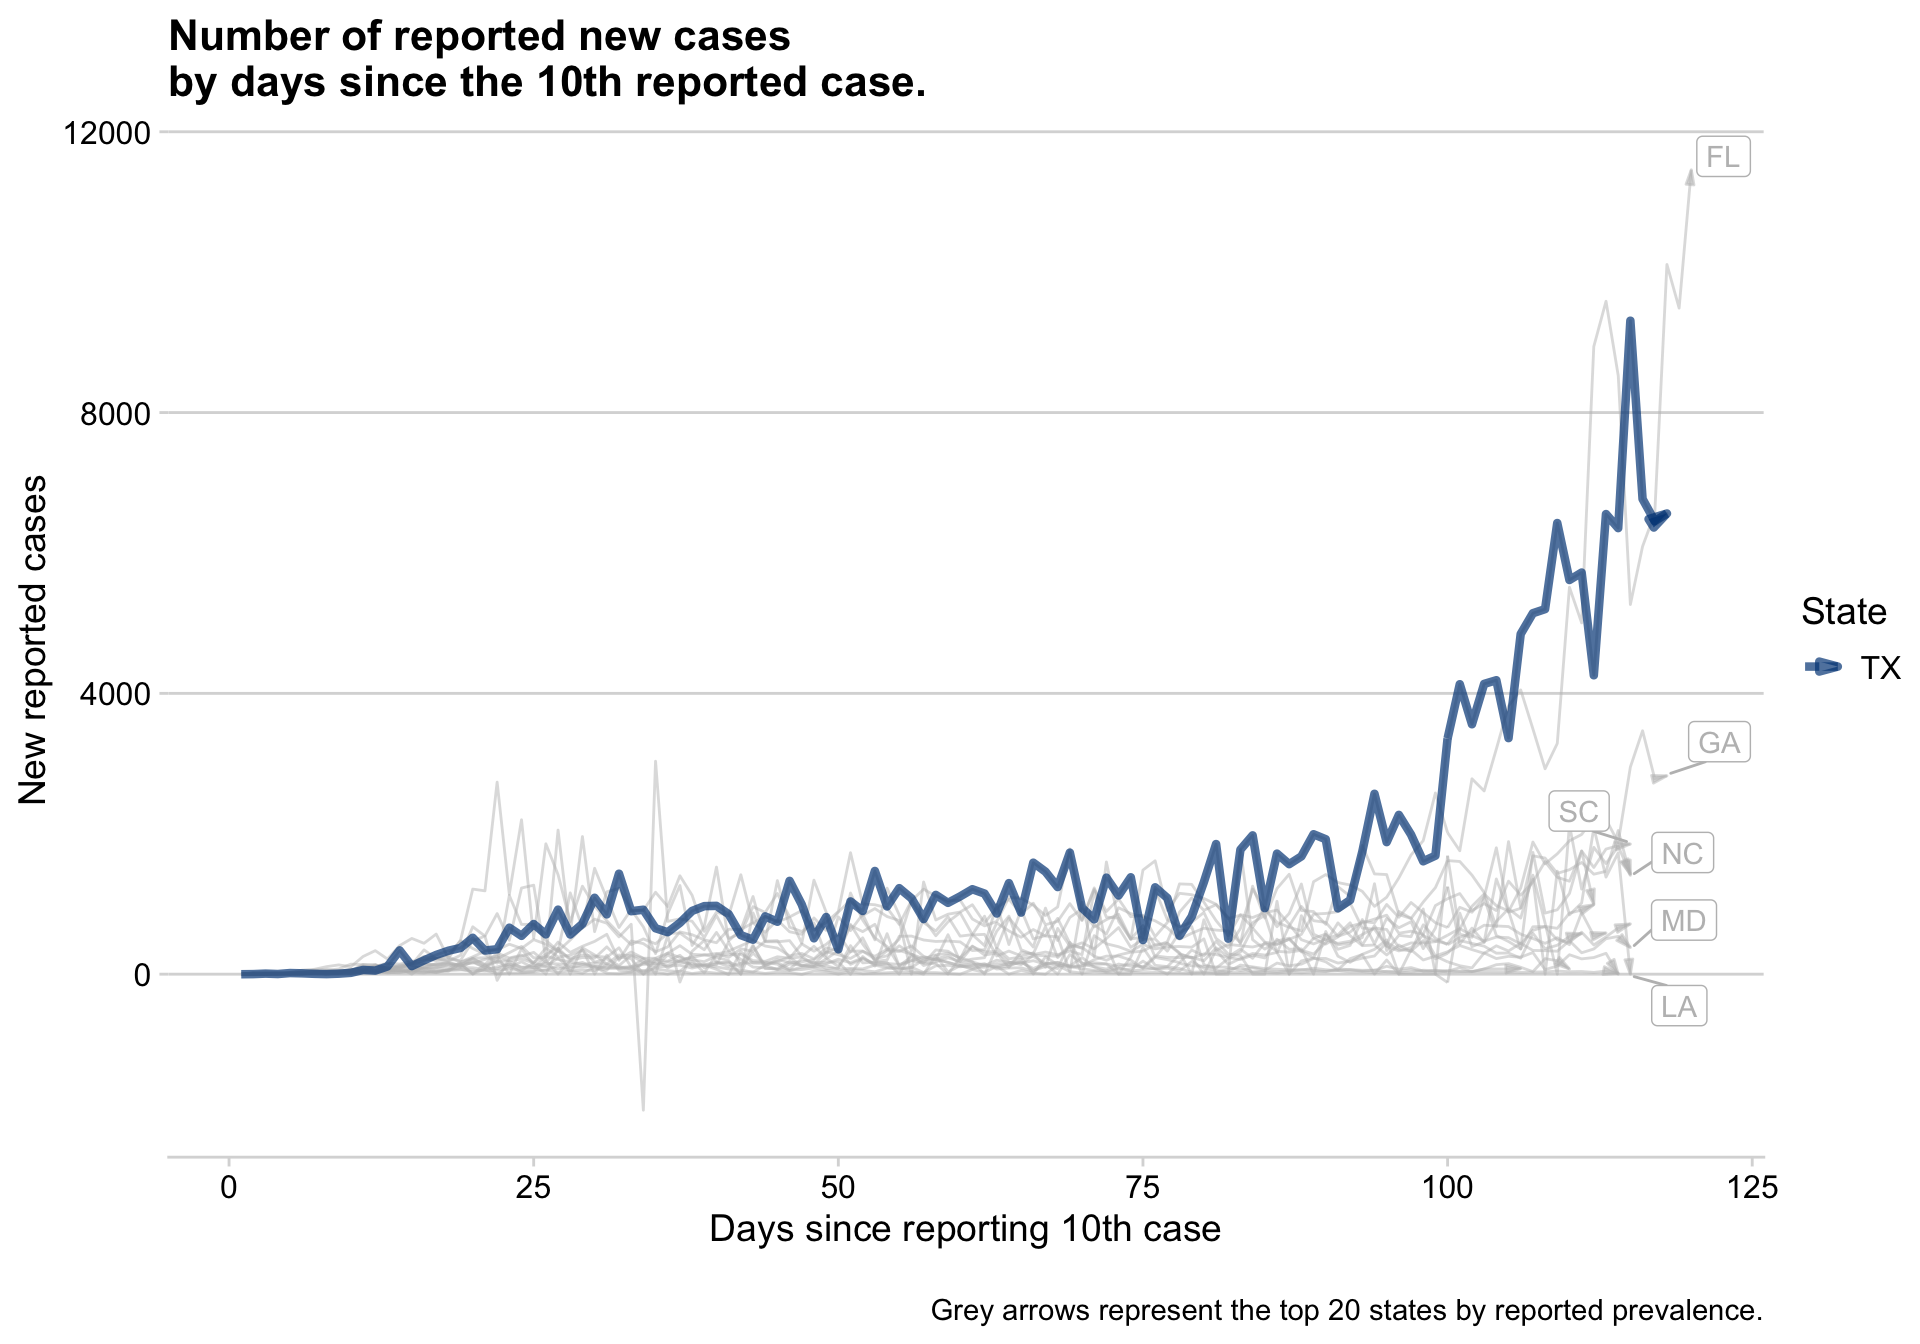 Number of reported new cases
by days since the 10th reported case.
12000
8000
4000
0
New reported cases
FL
GA
SC
NC
MD
LA
State
TX
0 25 50 75 100 125
Days since reporting 10th case
Grey arrows represent the top 20 states by reported prevalence.